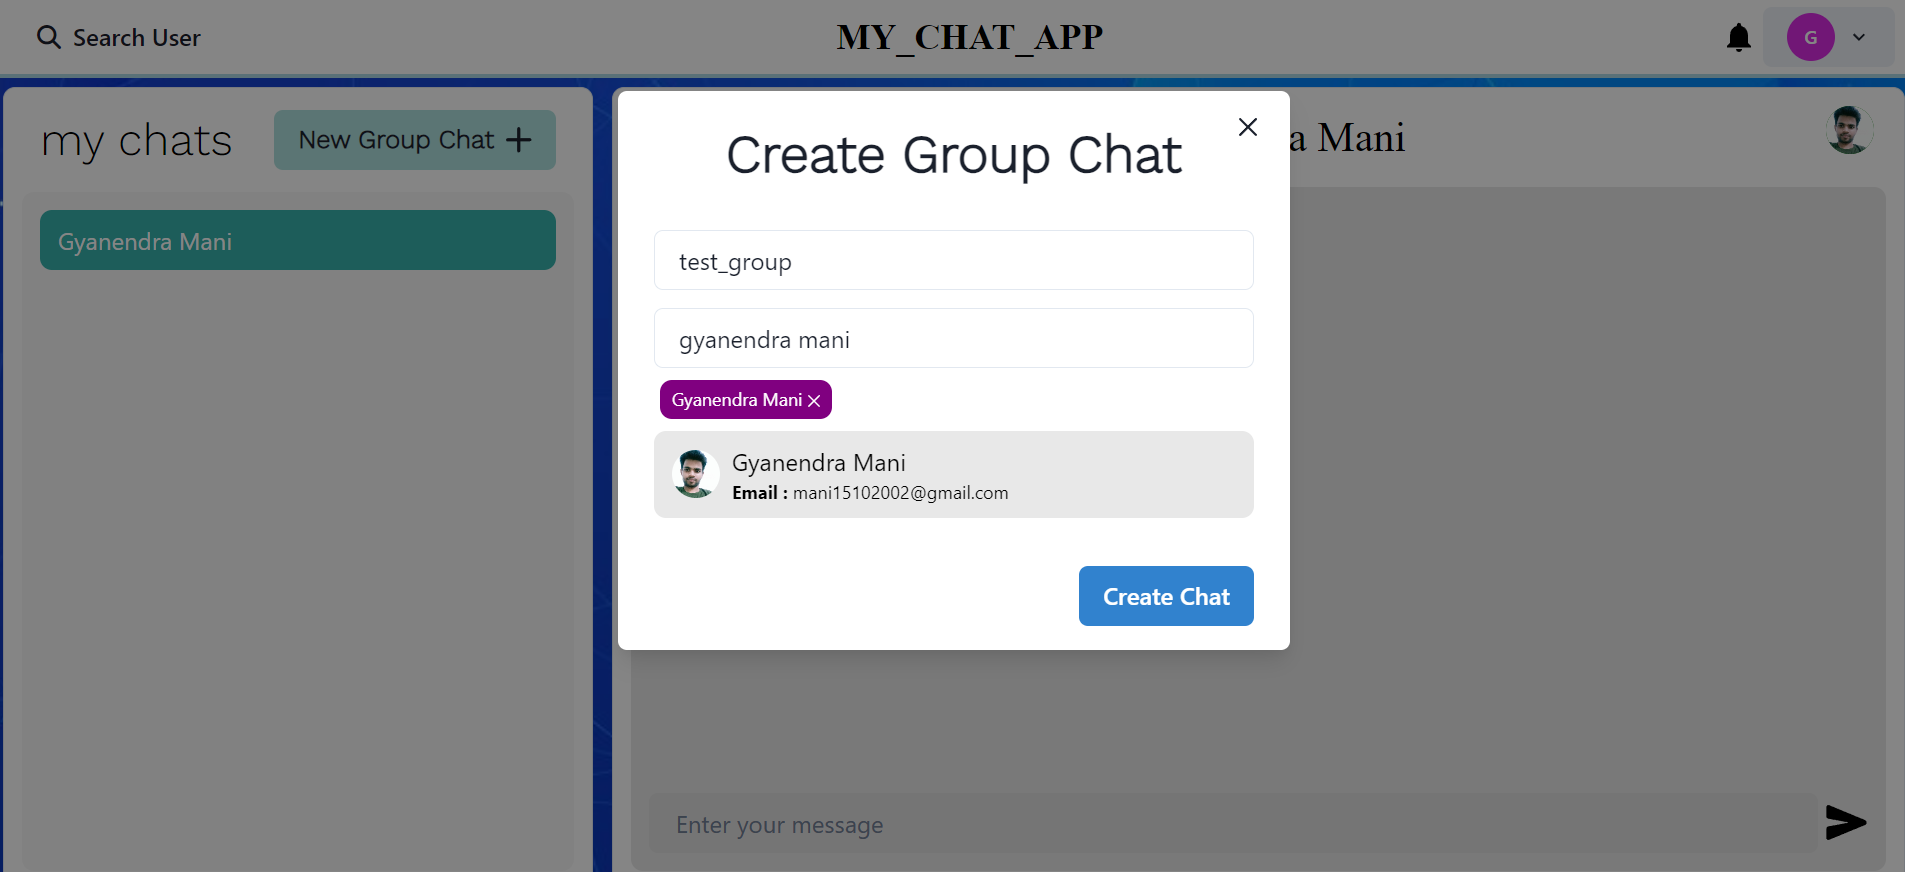 Search User
MY_CHAT_APP
G
my chats
New Group Chat
Gyanendra Mani
a Mani
Create Group Chat
test_group
gyanendra mani
Gyanendra Mani
Gyanendra Mani
Email : mani15102002@gmail.com
Create Chat
Enter your message